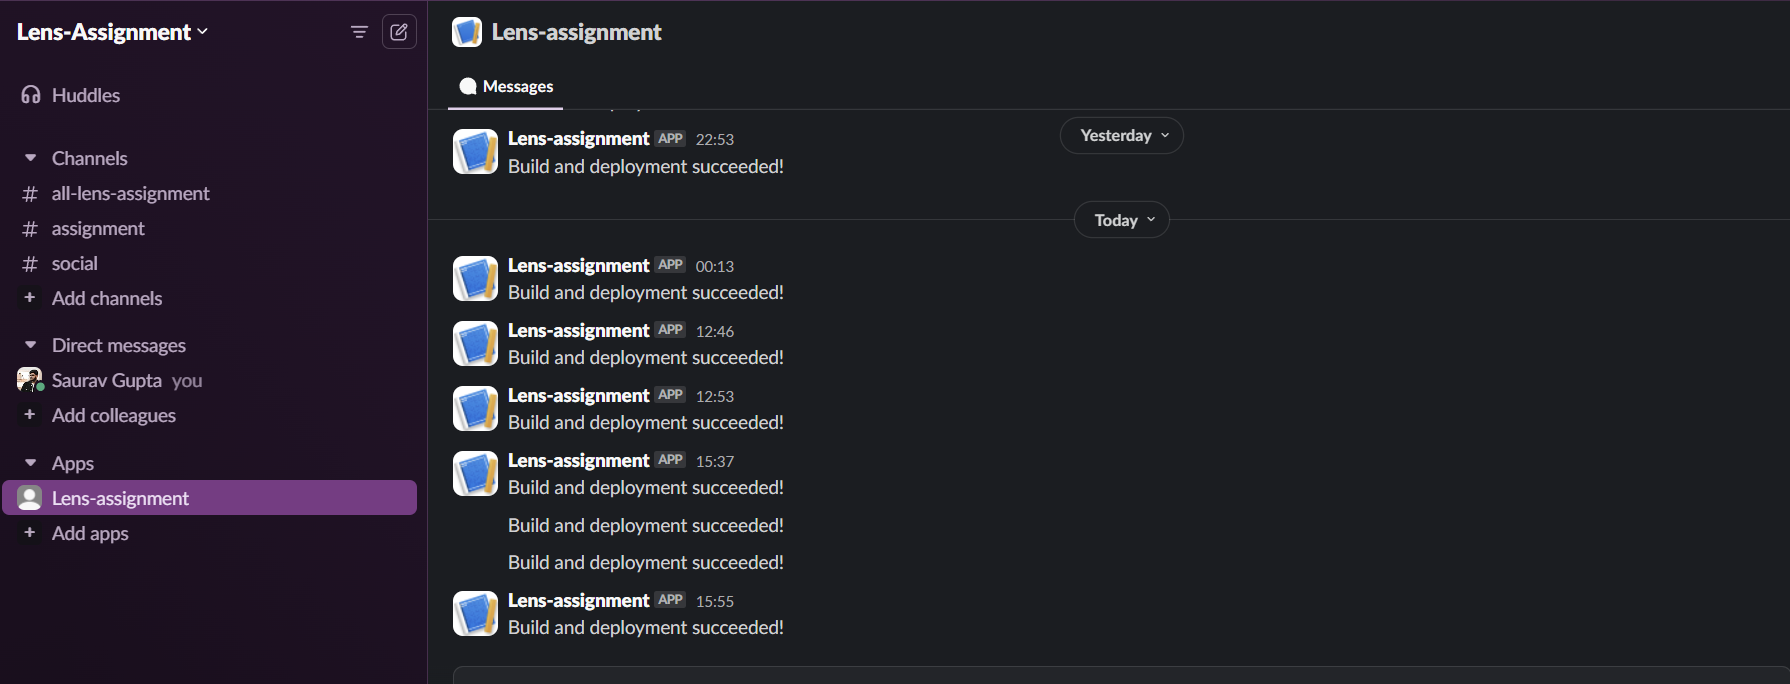 Lens-Assignment
Huddles
Channels
# all-lens-assignment
# assignment
# social
+ Add channels
Direct messages
Saurav Gupta you
+ Add colleagues
Apps
Lens-assignment
+ Add apps
Lens-assignment
Messages
Yesterday
Lens-assignment APP 22:53
Build and deployment succeeded!
Today
Lens-assignment APP 00:13
Build and deployment succeeded!
Lens-assignment APP 12:46
Build and deployment succeeded!
Lens-assignment APP 12:53
Build and deployment succeeded!
Lens-assignment APP 15:37
Build and deployment succeeded!
Build and deployment succeeded!
Build and deployment succeeded!
Lens-assignment APP 15:55
Build and deployment succeeded!